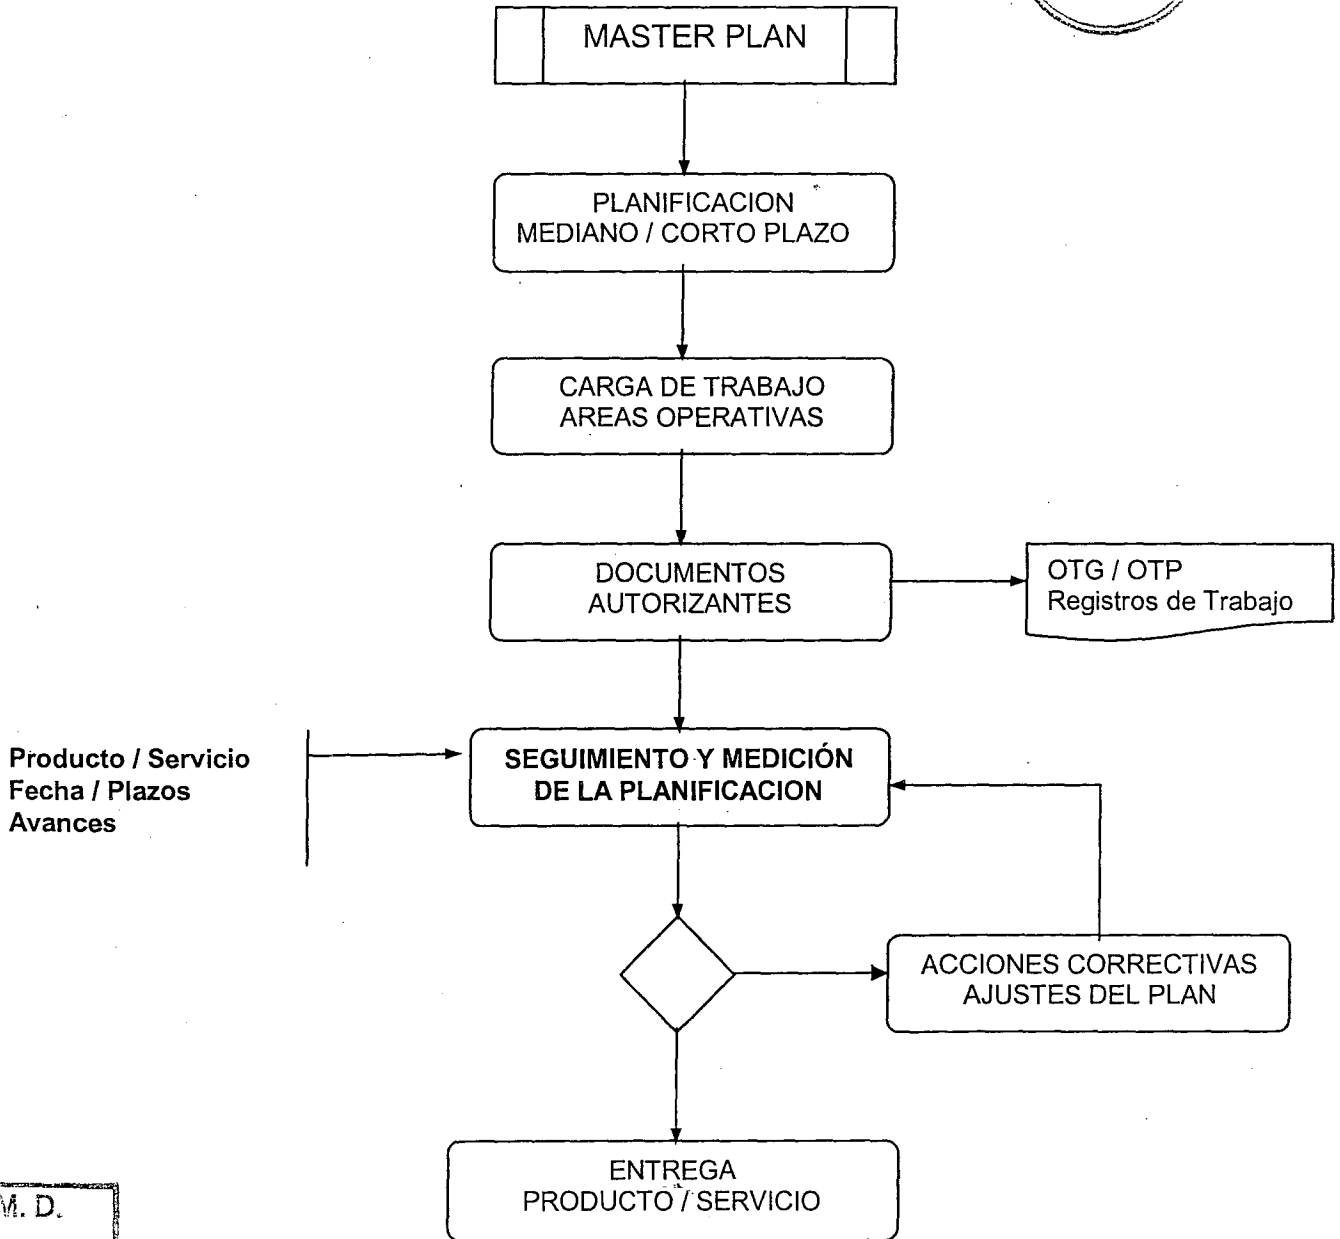 MASTER PLAN
PLANIFICACION
MEDIANO / CORTO PLAZO
CARGA DE TRABAJO
AREAS OPERATIVAS
DOCUMENTOS
AUTORIZANTES
OTG / OTP
Registros de Trabajo
Producto / Servicio
Fecha / Plazos
Avances
SEGUIMIENTO Y MEDICIÓN
DE LA PLANIFICACION
ACCIONES CORRECTIVAS
AJUSTES DEL PLAN
ENTREGA
PRODUCTO / SERVICIO
M. D.